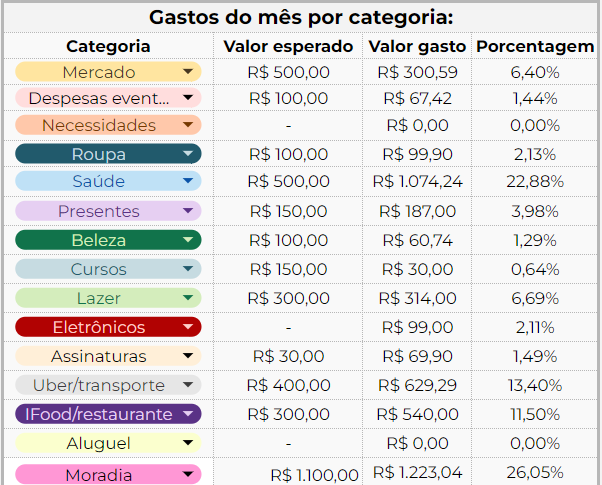 Gastos do mês por categoria:
Categoria Valor esperado Valor gasto Porcentagem
Mercado R$ 500,00 R$ 300,59 6,40%
Despesas event... R$ 100,00 R$ 67,42 1,44%
Necessidades - R$ 0,00 0,00%
Roupa R$ 100,00 R$ 99,90 2,13%
Saúde R$ 500,00 R$ 1.074,24 22,88%
Presentes R$ 150,00 R$ 187,00 3,98%
Beleza R$ 100,00 R$ 60,74 1,29%
Cursos R$ 150,00 R$ 30,00 0,64%
Lazer R$ 300,00 R$ 314,00 6,69%
Eletrônicos - R$ 99,00 2,11%
Assinaturas R$ 30,00 R$ 69,90 1,49%
Uber/transporte R$ 400,00 R$ 629,29 13,40%
IFood/restaurante R$ 300,00 R$ 540,00 11,50%
Aluguel - R$ 0,00 0,00%
Moradia R$ 1.100,00 R$ 1.223,04 26,05%